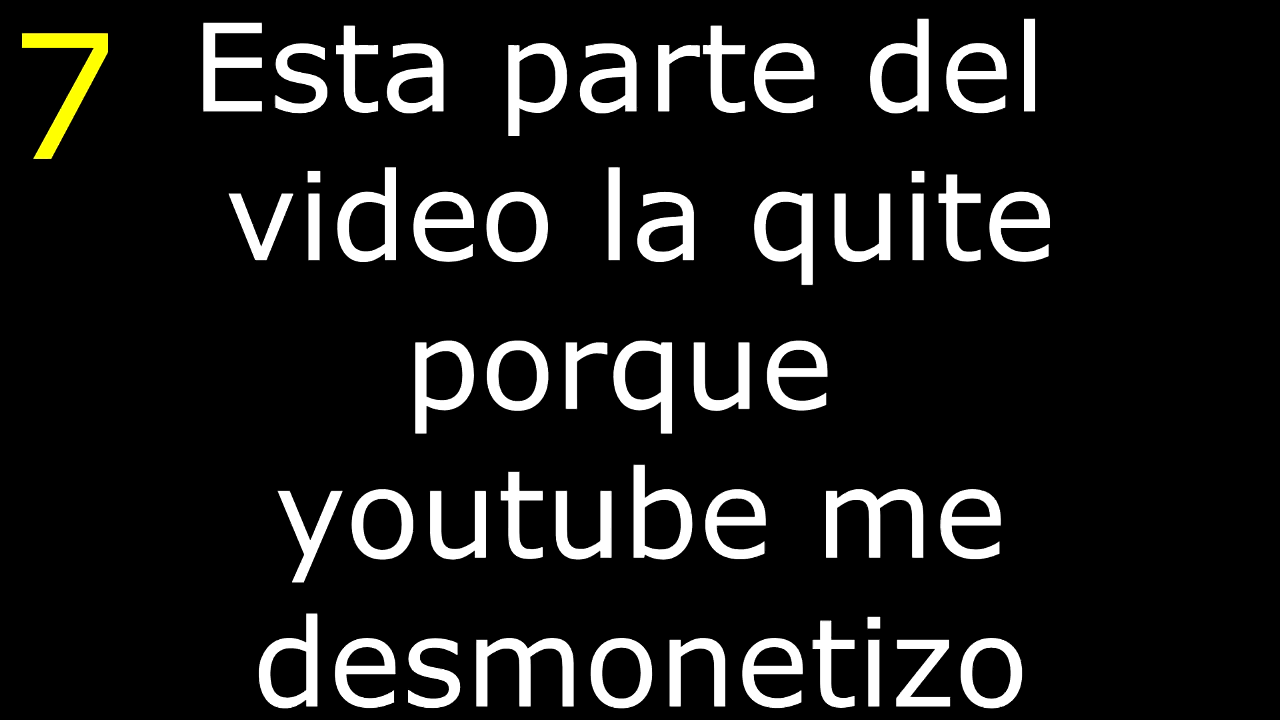 7
Esta parte del
video la quite
porque
youtube me
desmonetizo